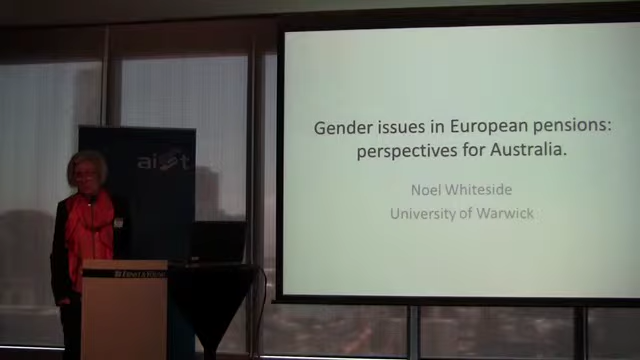 aist
Gender issues in European pensions:
perspectives for Australia.
Noel Whiteside
University of Warwick